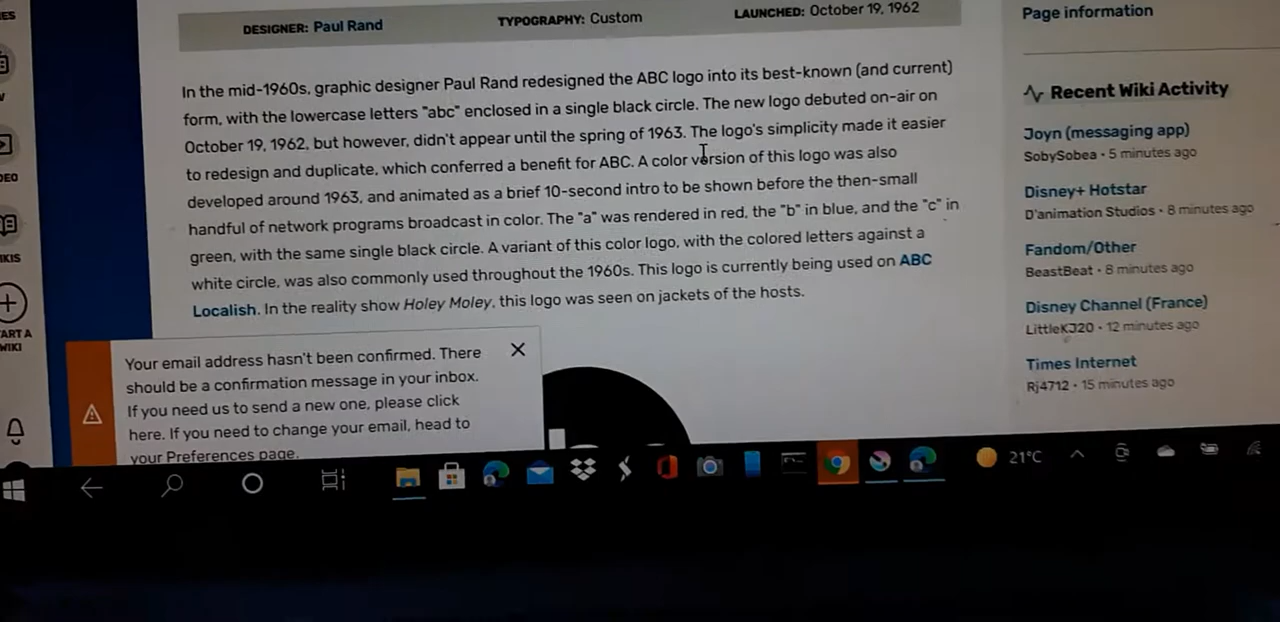 DESIGNER: Paul Rand
TYPOGRAPHY: Custom
LAUNCHED: October 19, 1962
In the mid-1960s, graphic designer Paul Rand redesigned the ABC logo into its best-known (and current)
form, with the lowercase letters "abc" enclosed in a single black circle. The new logo debuted on-air on
October 19, 1962, but however, didn't appear until the spring of 1963. The logo's simplicity made it easier
to redesign and duplicate, which conferred a benefit for ABC. A color version of this logo was also
developed around 1963, and animated as a brief 10-second intro to be shown before the then-small
handful of network programs broadcast in color. The "a" was rendered in red, the "b" in blue, and the "c" in
green, with the same single black circle. A variant of this color logo, with the colored letters against a
white circle, was also commonly used throughout the 1960s. This logo is currently being used on ABC
Localish. In the reality show Holey Moley, this logo was seen on jackets of the hosts.
Page information
Recent Wiki Activity
Joyn (messaging app)
SobySobea • 5 minutes ago
Disney+ Hotstar
D'animation Studios • 8 minutes ago
Fandom/Other
BeastBeat • 8 minutes ago
Disney Channel (France)
LittleKJ20 • 12 minutes ago
Times Internet
Rj4712 • 15 minutes ago
Your email address hasn't been confirmed. There
should be a confirmation message in your inbox.
If you need us to send a new one, please click
here. If you need to change your email, head to
your Preferences page.
21°C